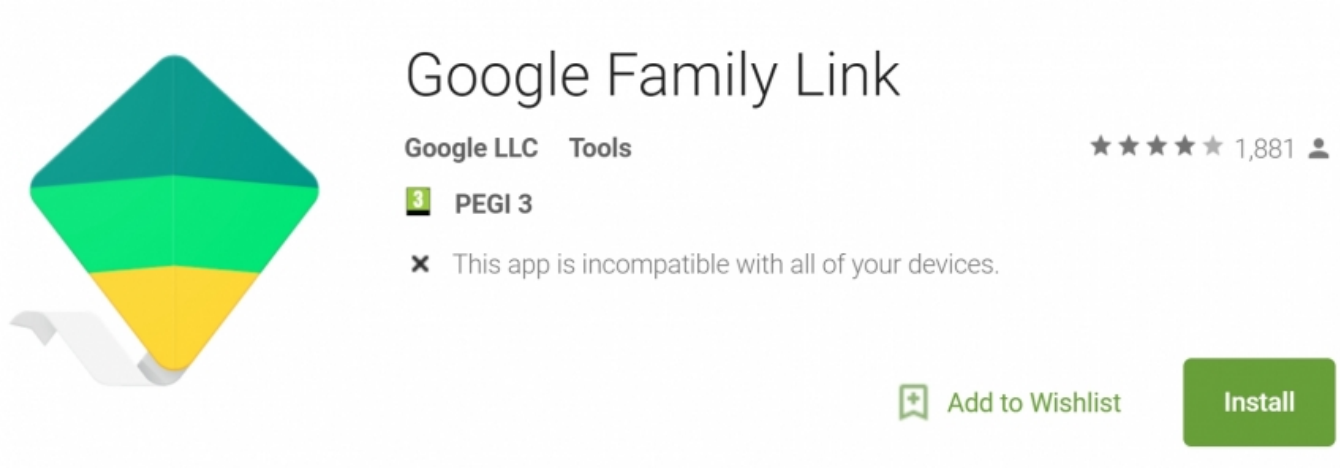 Google Family Link
Google LLC Tools 1,881
3 PEGI 3
This app is incompatible with all of your devices.
Add to Wishlist Install